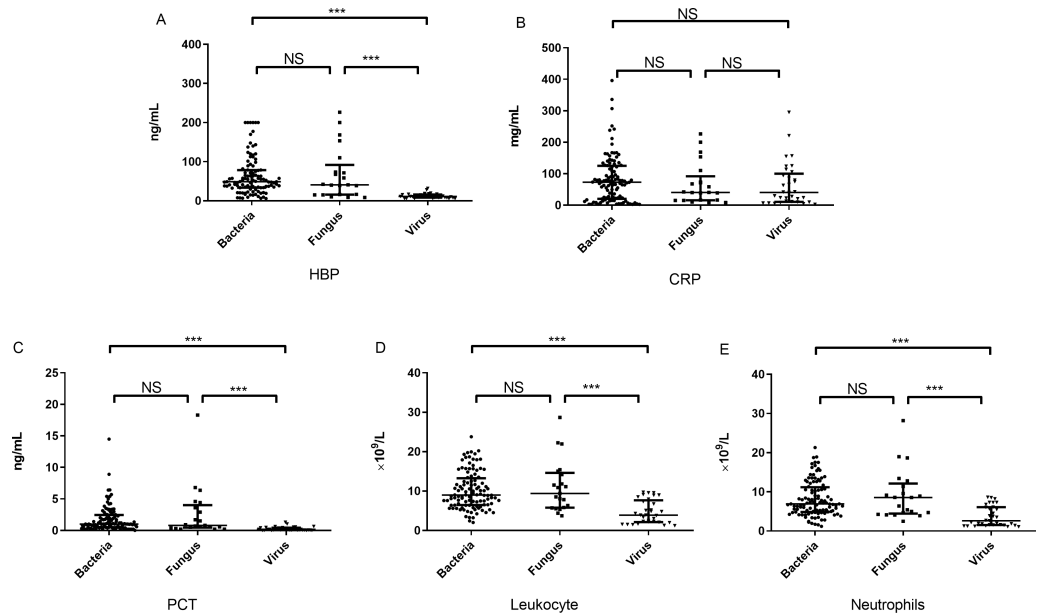 A
***
NS
***
400
300
200
100
0
ng/mL
Bacteria
Fungus
Virus
HBP
B
NS
NS
NS
500
400
300
200
100
0
mg/mL
Bacteria
Fungus
Virus
CRP
C
***
NS
***
25
20
15
10
5
0
ng/mL
Bacteria
Fungus
Virus
PCT
D
***
NS
***
40
30
20
10
0
×10⁹/L
Bacteria
Fungus
Virus
Leukocyte
E
***
NS
***
40
30
20
10
0
×10⁹/L
Bacteria
Fungus
Virus
Neutrophils